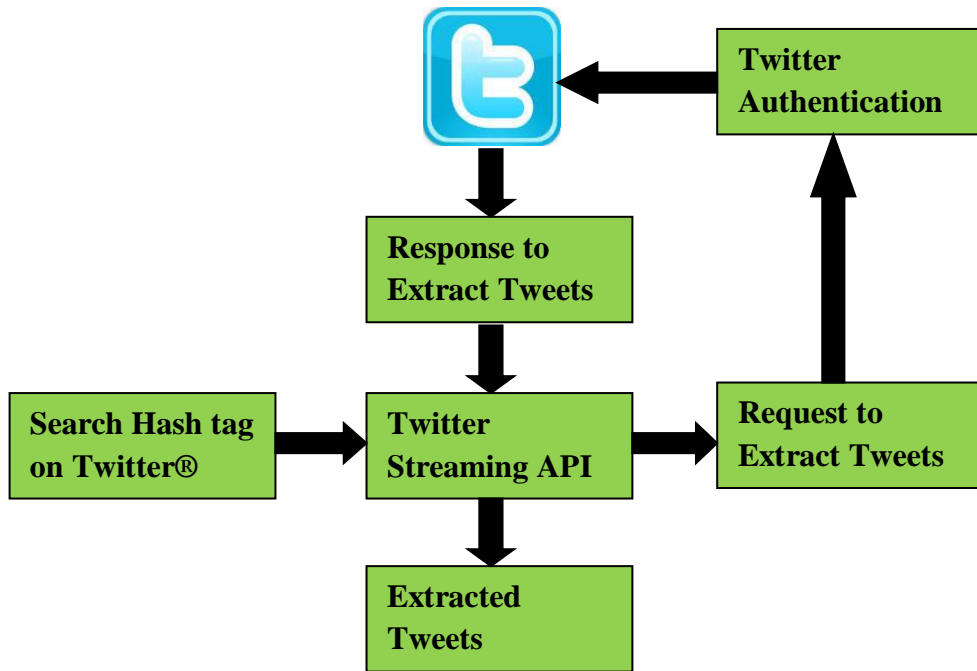 t
Twitter
Authentication
Response to
Extract Tweets
Search Hash tag
on Twitter®
Twitter
Streaming API
Request to
Extract Tweets
Extracted
Tweets